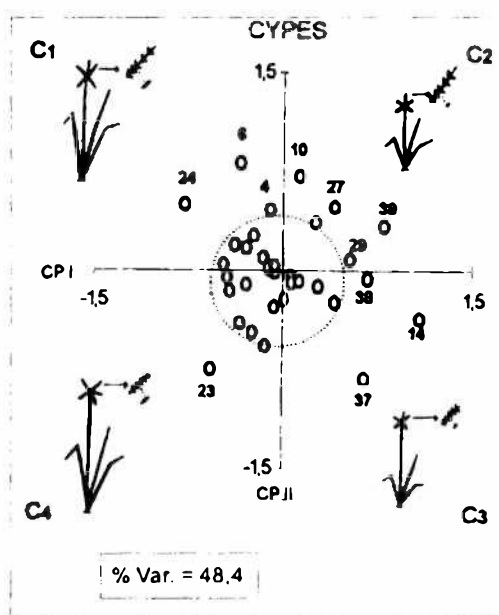 CYPES
C1
C2
1,5
6
10
24
4
27
39
29
CP I
-1,5
0
1,5
38
14
23
37
-1,5
CP II
C4
C3
% Var. = 48,4